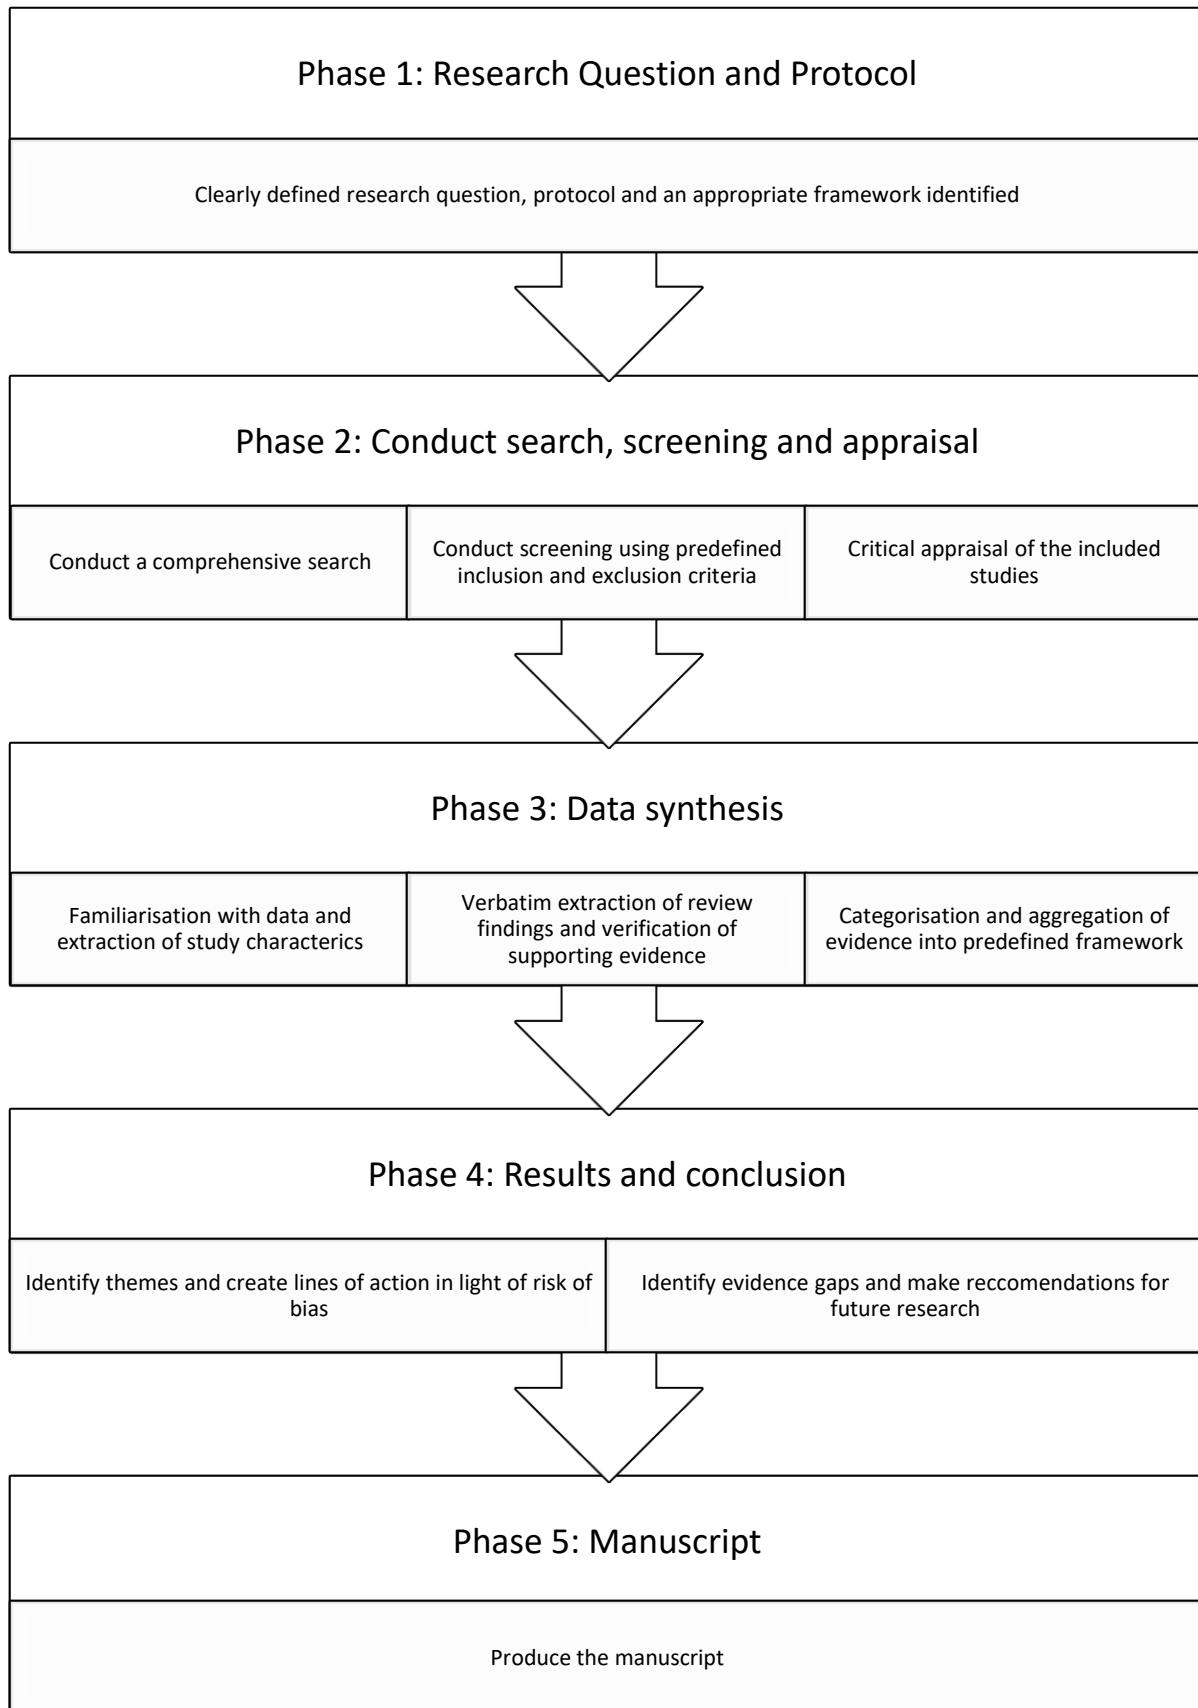 Phase 1: Research Question and Protocol
Clearly defined research question, protocol and an appropriate framework identified
Phase 2: Conduct search, screening and appraisal
Conduct a comprehensive search
Conduct screening using predefined
inclusion and exclusion criteria
Critical appraisal of the included
studies
Phase 3: Data synthesis
Familiarisation with data and
extraction of study characterics
Verbatim extraction of review
findings and verification of
supporting evidence
Categorisation and aggregation of
evidence into predefined framework
Phase 4: Results and conclusion
Identify themes and create lines of action in light of risk of
bias
Identify evidence gaps and make reccomendations for
future research
Phase 5: Manuscript
Produce the manuscript